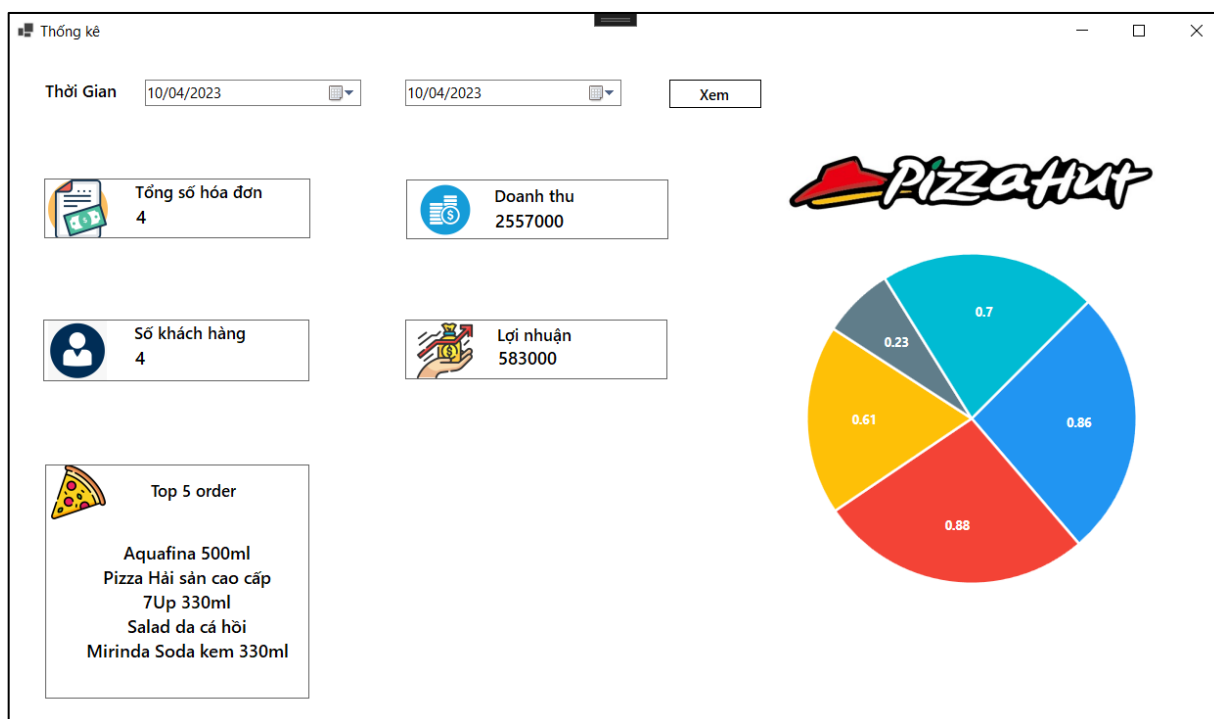 Thống kê
Thời Gian 10/04/2023 10/04/2023 Xem
Tổng số hóa đơn
4
Doanh thu
2557000
PizzaHut
Số khách hàng
4
Lợi nhuận
583000
0.7
0.23
0.86
0.61
0.88
Top 5 order
Aquafina 500ml
Pizza Hải sản cao cấp
7Up 330ml
Salad da cá hồi
Mirinda Soda kem 330ml